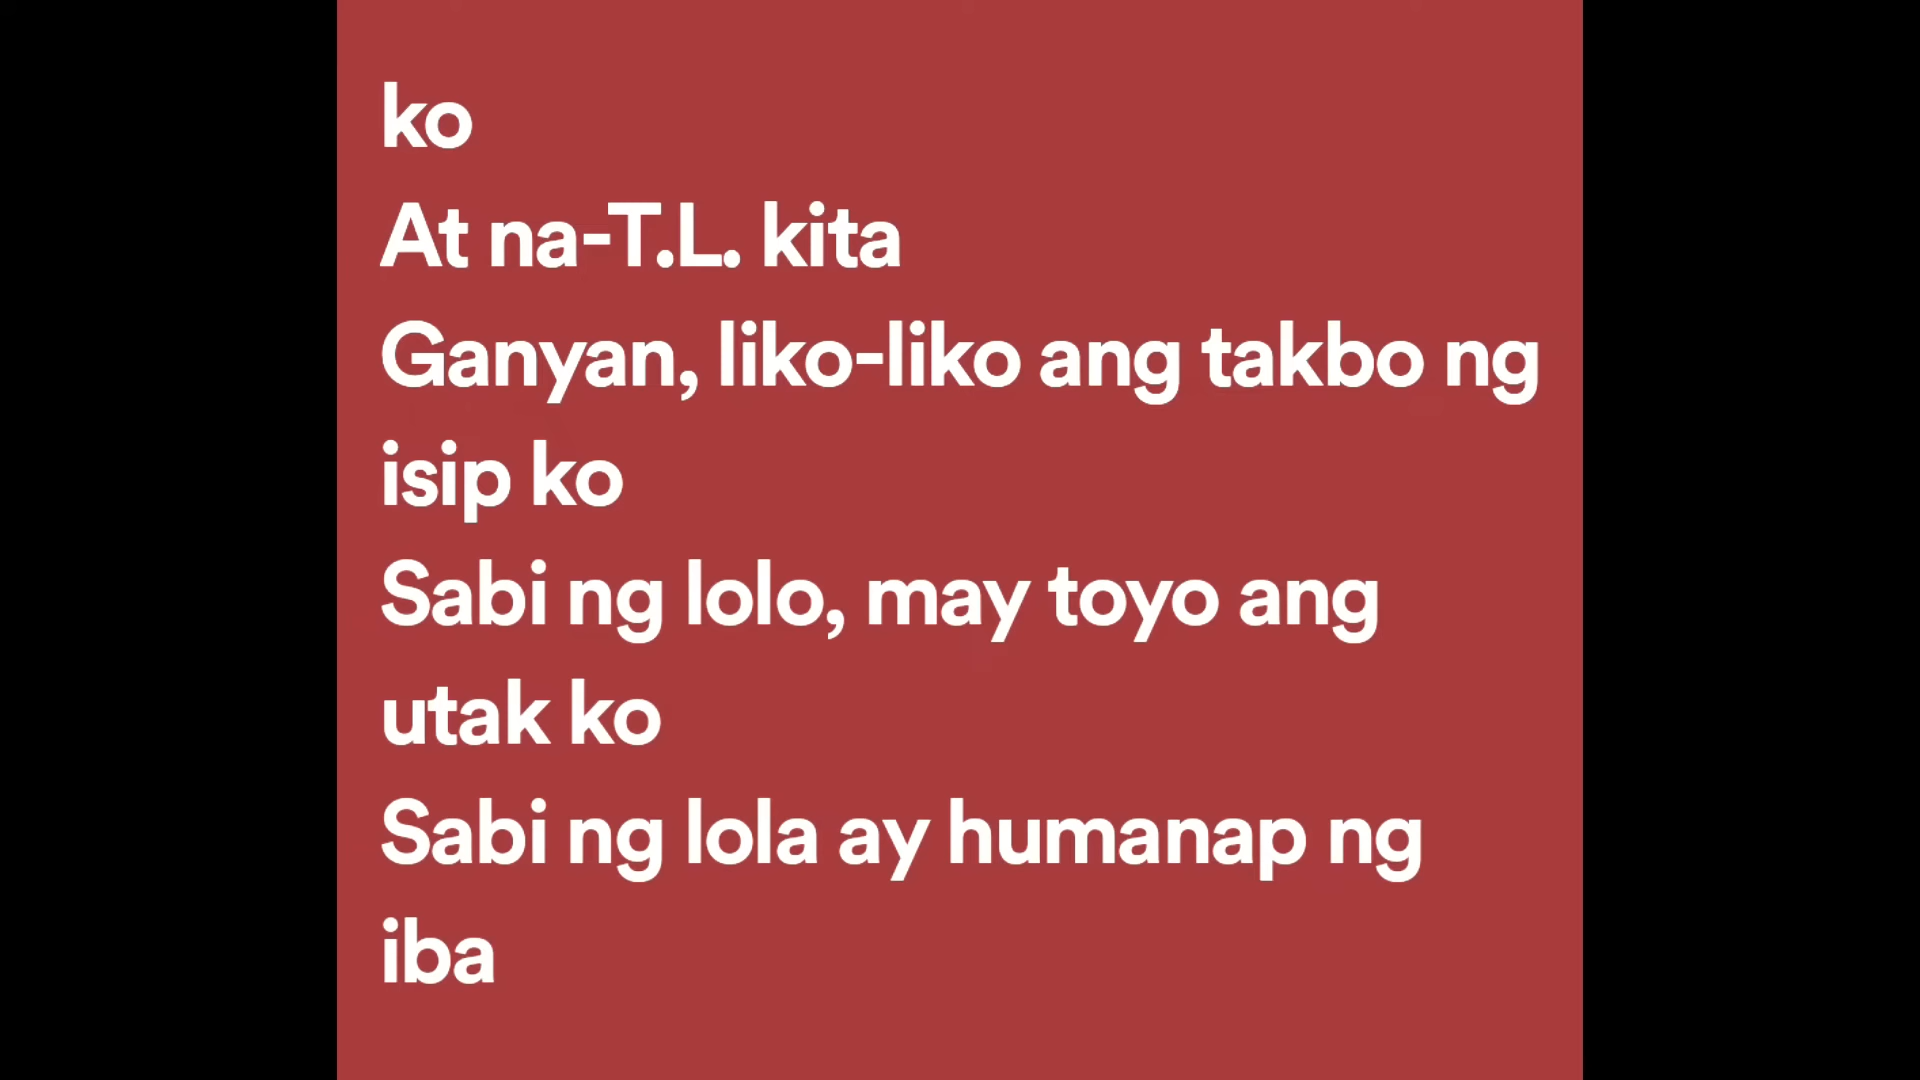 ko
At na-T.L. kita
Ganyan, liko-liko ang takbo ng
isip ko
Sabi ng lolo, may toyo ang
utak ko
Sabi ng lola ay humanap ng
iba